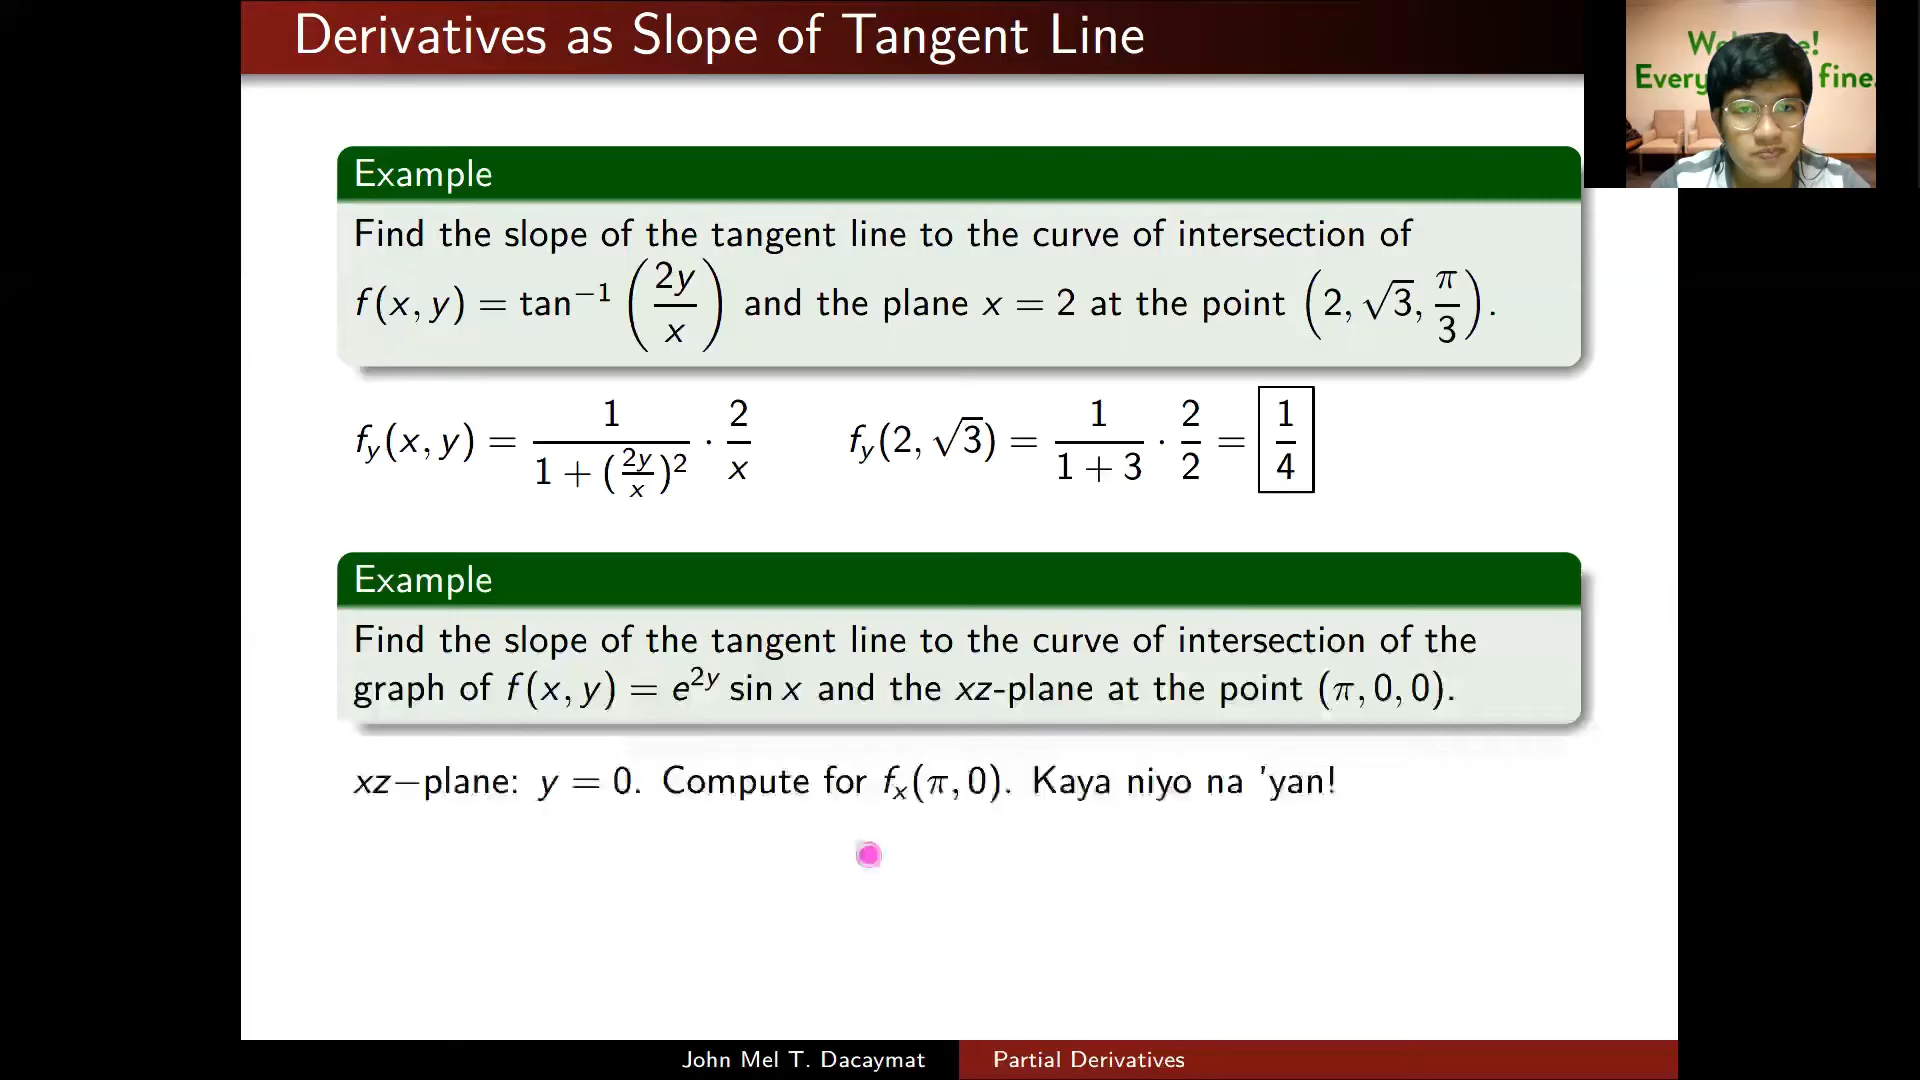 Derivatives as Slope of Tangent Line
Example
Find the slope of the tangent line to the curve of intersection of
f(x, y) = tan⁻¹ (2y/x) and the plane x = 2 at the point (2, √3, π/3).
f_y(x, y) = 1/(1 + (2y/x)²) · 2/x    f_y(2, √3) = 1/(1 + 3) · 2/2 = 1/4
Example
Find the slope of the tangent line to the curve of intersection of the
graph of f(x, y) = e^{2y} sin x and the xz-plane at the point (π, 0, 0).
xz−plane: y = 0. Compute for f_x(π, 0). Kaya niyo na 'yan!
John Mel T. Dacaymat
Partial Derivatives